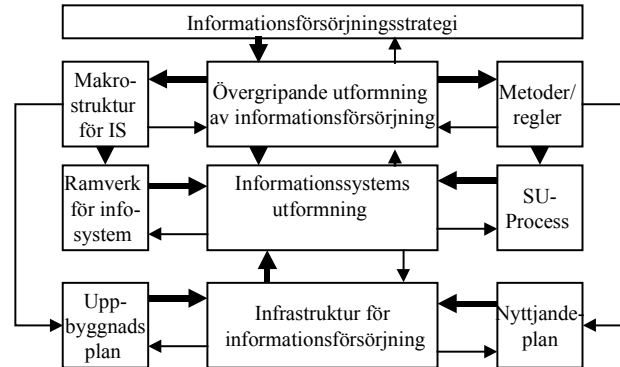 Informationsförsörjningsstrategi
Makro-
struktur
för IS
Övergripande utformning
av informationsförsörjning
Metoder/
regler
Ramverk
för info-
system
Informationssystems
utformning
SU-
Process
Upp-
byggnads
plan
Infrastruktur för
informationsförsörjning
Nyttjande-
plan